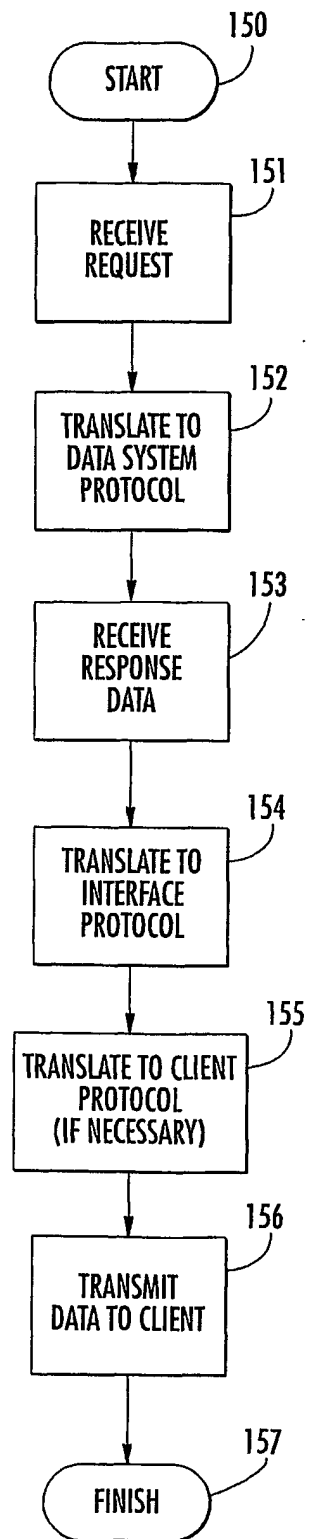 150
START
151
RECEIVE
REQUEST
152
TRANSLATE TO
DATA SYSTEM
PROTOCOL
153
RECEIVE
RESPONSE
DATA
154
TRANSLATE TO
INTERFACE
PROTOCOL
155
TRANSLATE TO CLIENT
PROTOCOL
(IF NECESSARY)
156
TRANSMIT
DATA TO CLIENT
157
FINISH